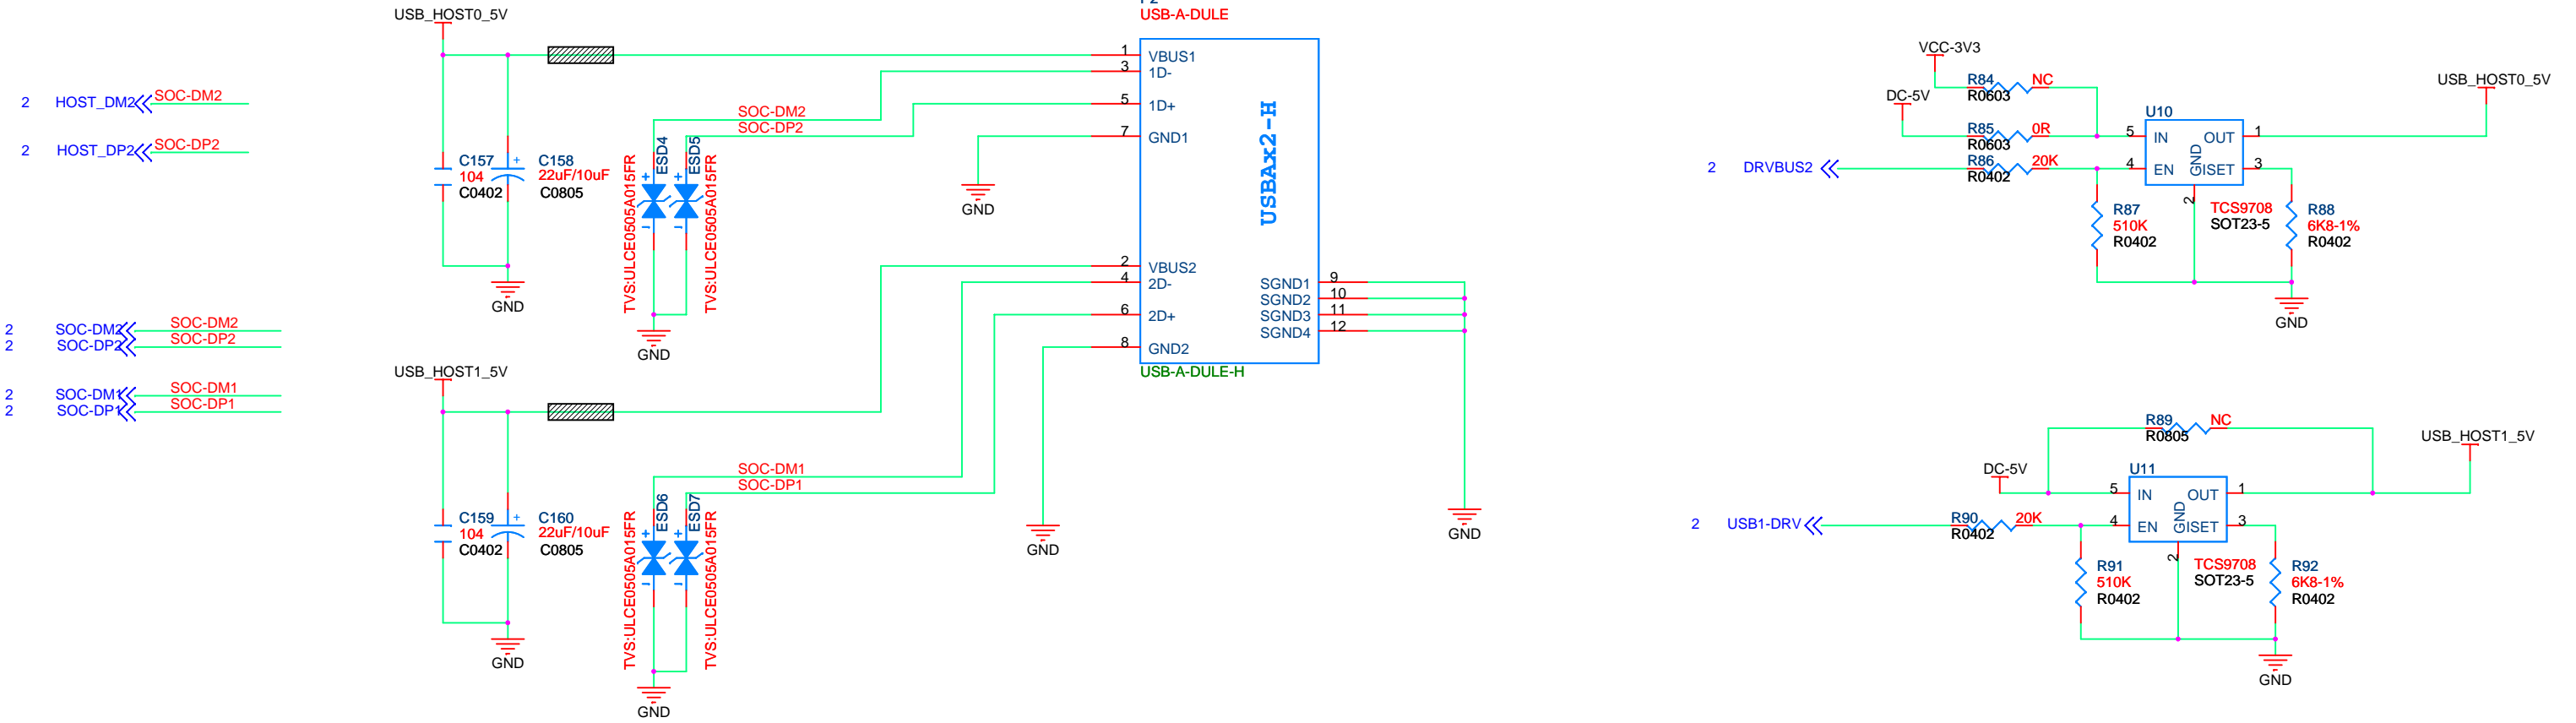 USB_HOST0_5V
2 HOST_DM2 SOC-DM2
2 HOST_DP2 SOC-DP2
C157
104
C0402
C158
22uF/10uF
C0805
GND
SOC-DM2
SOC-DP2
ESD4
TVS:ULCE0505A015FR
ESD5
TVS:ULCE0505A015FR
GND
GND
USB-A-DULE
1 VBUS1
3 1D-
5 1D+
7 GND1
USBAx2-H
2 VBUS2
4 2D-
6 2D+
8 GND2
SGND1 9
SGND2 10
SGND3 11
SGND4 12
USB-A-DULE-H
GND
GND
2 SOC-DM2 SOC-DM2
2 SOC-DP2 SOC-DP2
2 SOC-DM1 SOC-DM1
2 SOC-DP1 SOC-DP1
USB_HOST1_5V
C159
104
C0402
C160
22uF/10uF
C0805
GND
SOC-DM1
SOC-DP1
ESD6
TVS:ULCE0505A015FR
ESD7
TVS:ULCE0505A015FR
GND
VCC-3V3
R84 NC
R0603
DC-5V
R85 0R
R0603
2 DRVBUS2
R86 20K
R0402
U10
5 IN OUT 1
4 EN GND ISET 3
2
TCS9708
SOT23-5
R87
510K
R0402
R88
6K8-1%
R0402
GND
USB_HOST0_5V
R89 NC
R0805
USB_HOST1_5V
DC-5V
U11
5 IN OUT 1
4 EN GND ISET 3
2
2 USB1-DRV
R90 20K
R0402
TCS9708
SOT23-5
R91
510K
R0402
R92
6K8-1%
R0402
GND